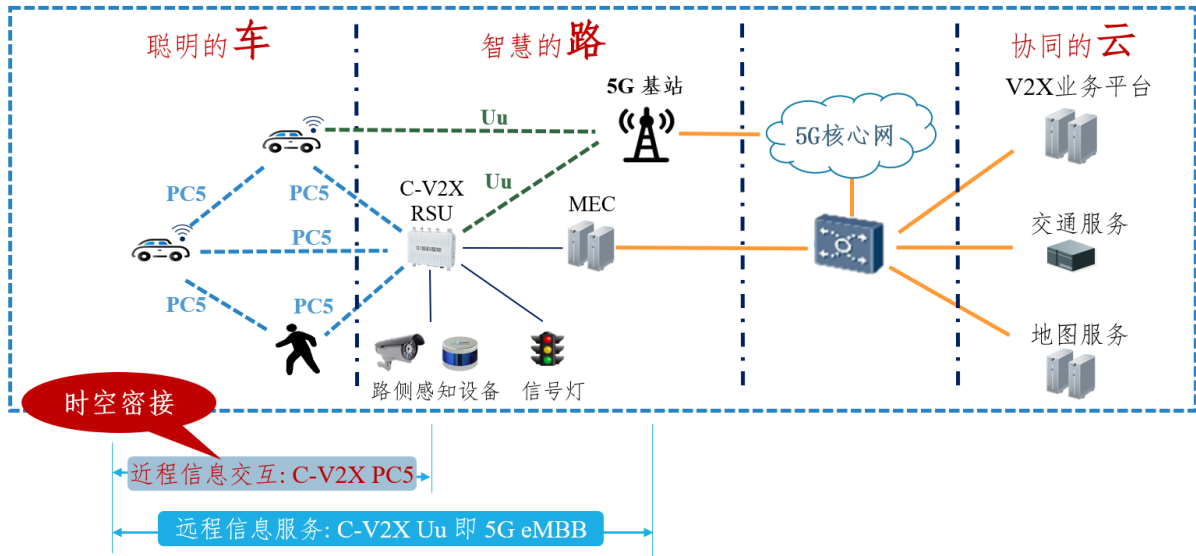 聪明的车
智慧的路
协同的云
V2X业务平台
5G 基站
Uu
5G核心网
PC5
PC5
Uu
C-V2X
RSU
MEC
交通服务
PC5
PC5
PC5
地图服务
路侧感知设备
信号灯
时空密接
近程信息交互: C-V2X PC5
远程信息服务: C-V2X Uu 即 5G eMBB